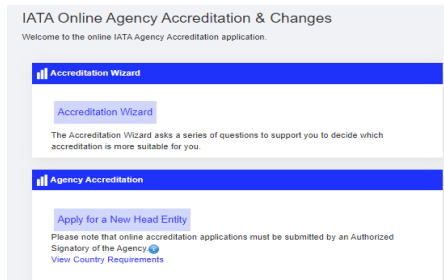 IATA Online Agency Accreditation & Changes
Welcome to the online IATA Agency Accreditation application.
Accreditation Wizard
Accreditation Wizard
The Accreditation Wizard asks a series of questions to support you to decide which
accreditation is more suitable for you.
Agency Accreditation
Apply for a New Head Entity
Please note that online accreditation applications must be submitted by an Authorized
Signatory of the Agency.
View Country Requirements